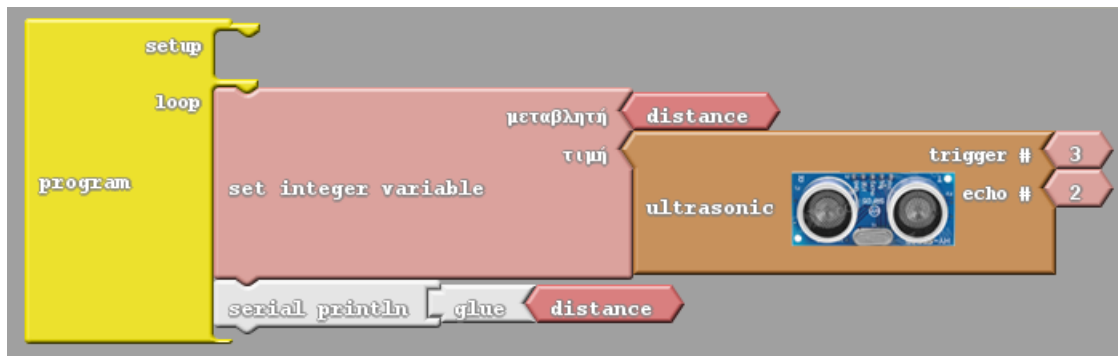 setup
loop
program
set integer variable
μεταβλητή distance
τιμή
ultrasonic
trigger # 3
echo # 2
serial println glue distance